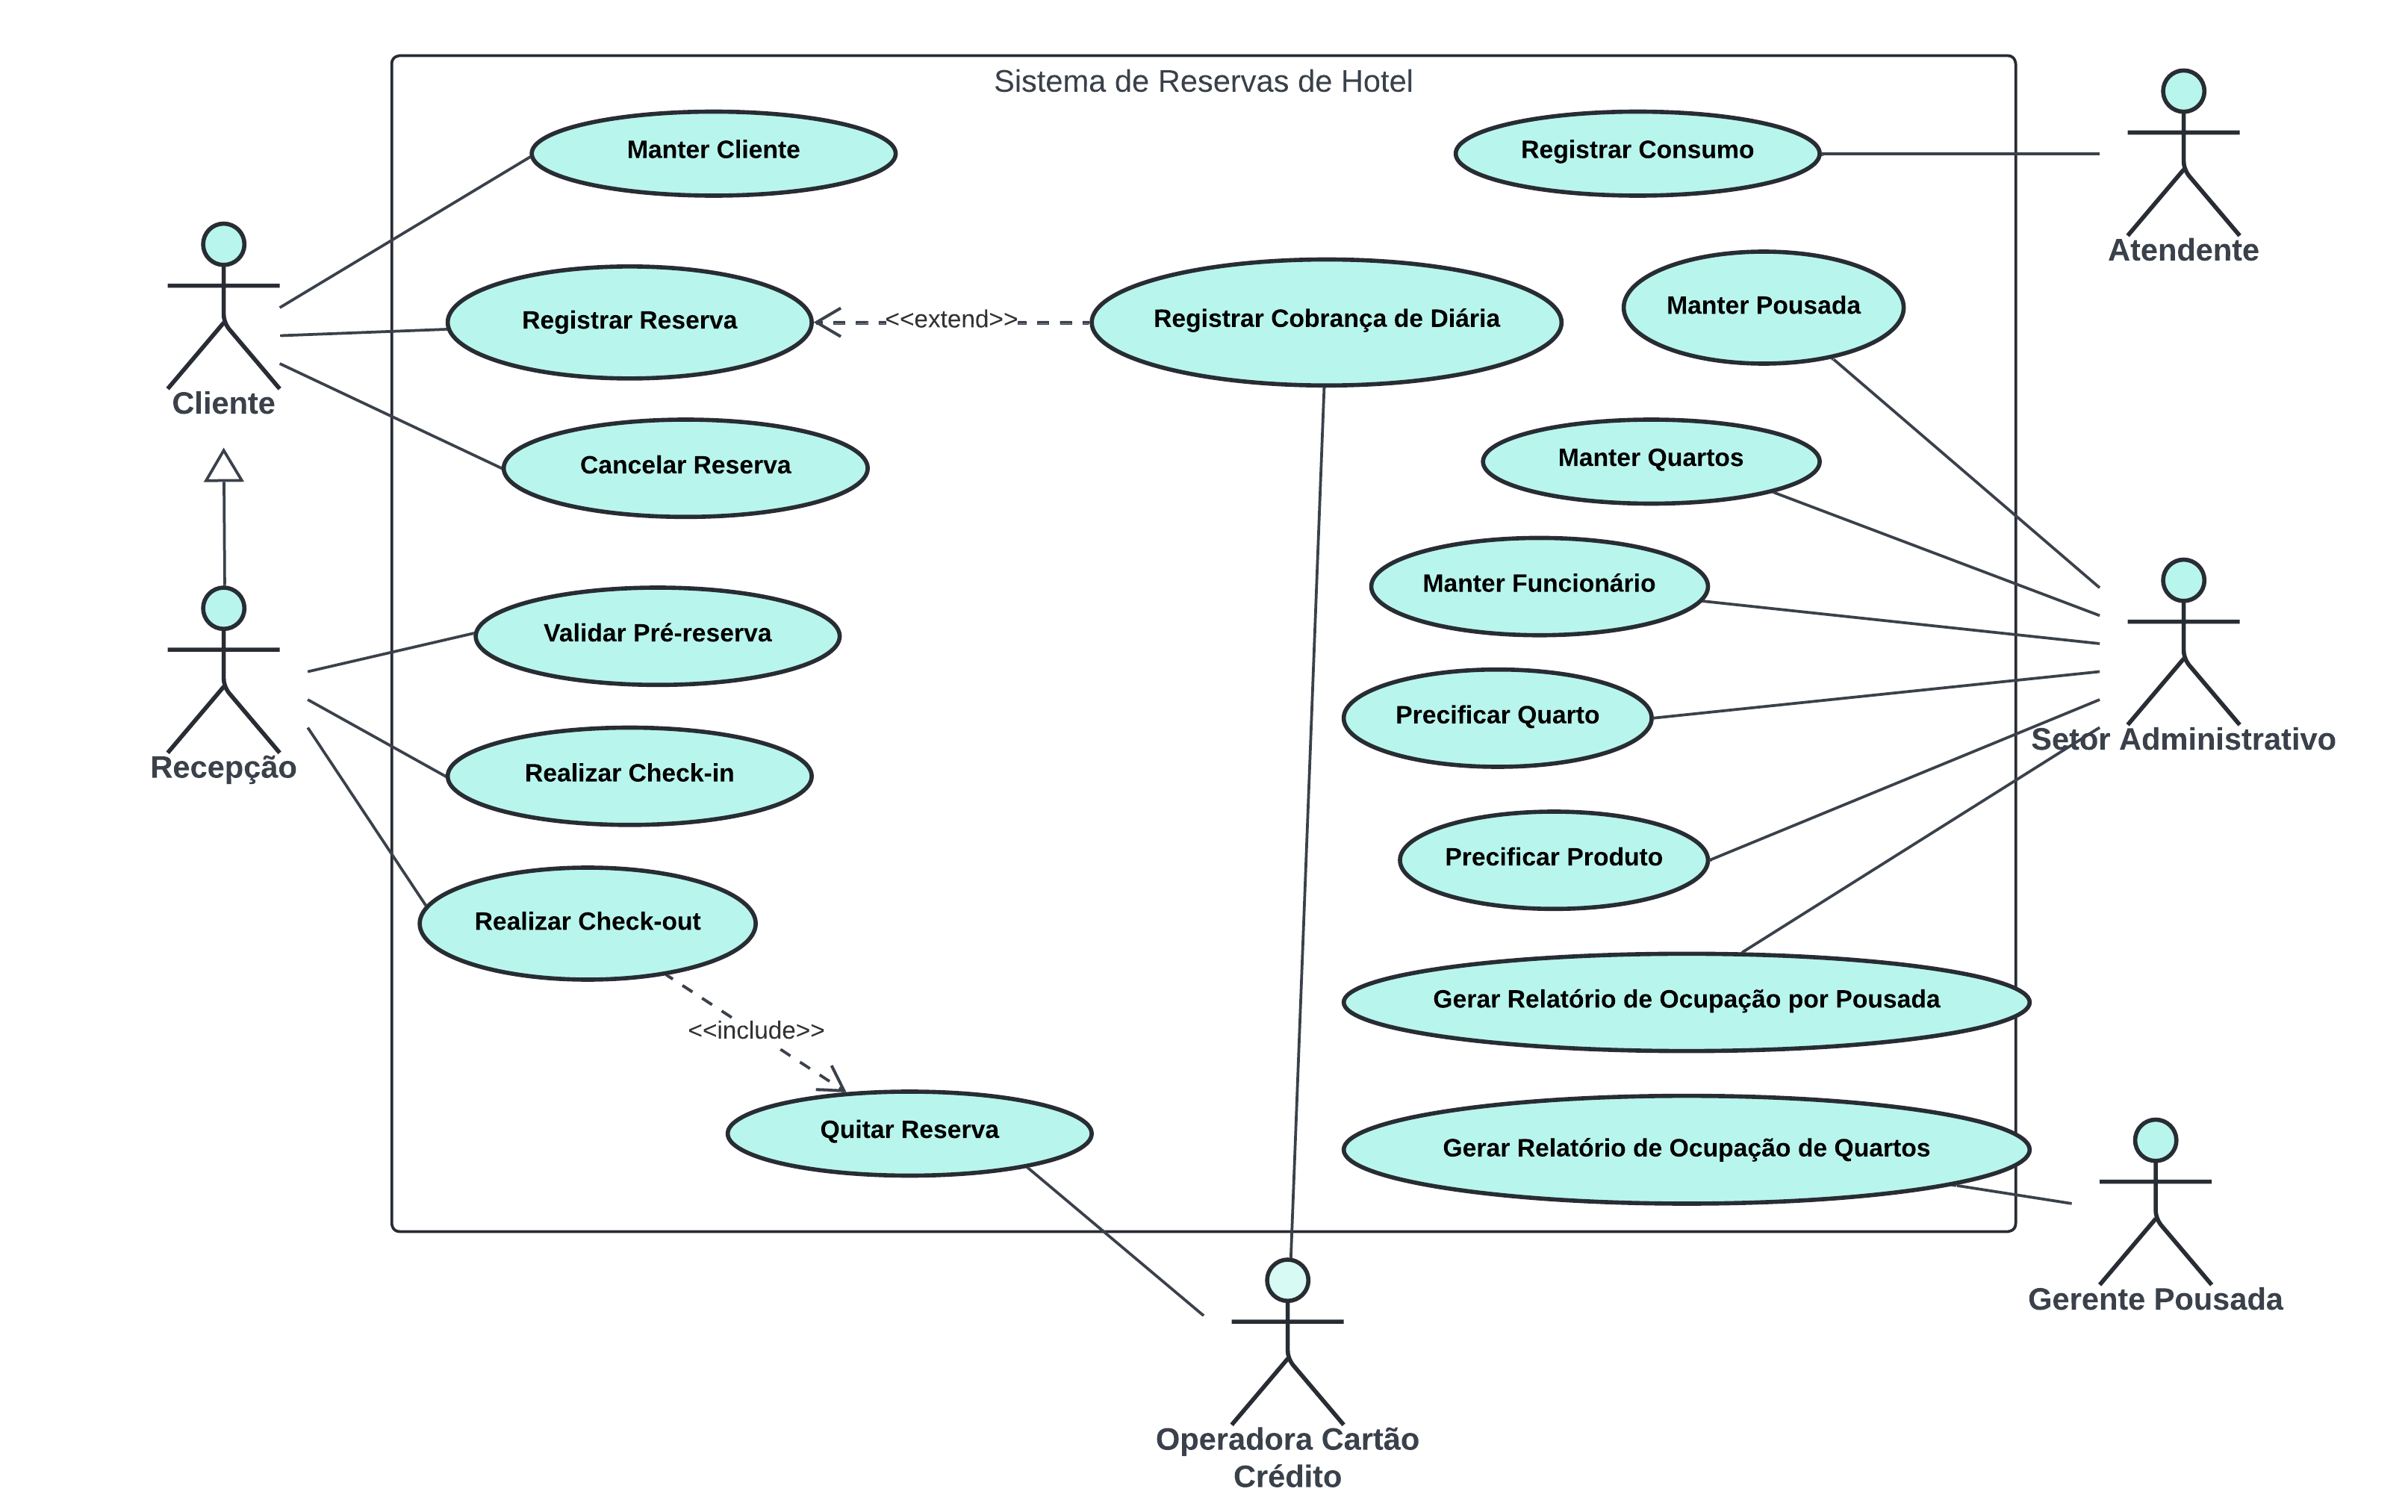 Sistema de Reservas de Hotel
Manter Cliente
Registrar Consumo
Atendente
Manter Pousada
Registrar Reserva
<<extend>>
Registrar Cobrança de Diária
Cliente
Cancelar Reserva
Manter Quartos
Manter Funcionário
Validar Pré-reserva
Precificar Quarto
Setor Administrativo
Recepção
Realizar Check-in
Precificar Produto
Realizar Check-out
Gerar Relatório de Ocupação por Pousada
<<include>>
Quitar Reserva
Gerar Relatório de Ocupação de Quartos
Gerente Pousada
Operadora Cartão
Crédito